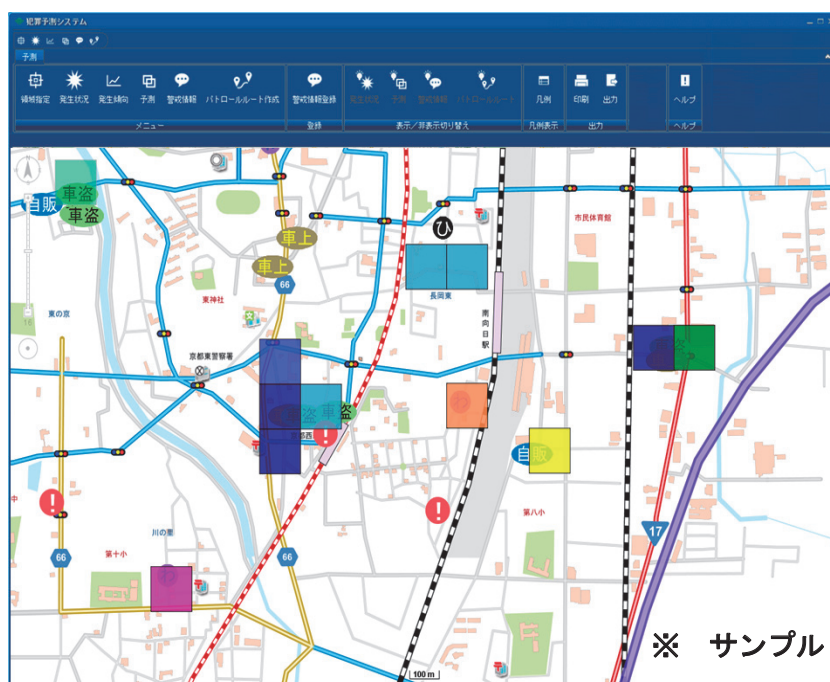 犯罪予測システム
予測
領域指定 発生状況 発生傾向 予測 警戒情報 パトロールルート作成 警戒情報登録 発生状況 予測 警戒情報 パトロールルート 凡例 印刷 出力 ヘルプ
メニュー 登録 表示/非表示切り替え 凡例表示 出力 ヘルプ
車盗
自販
車盗
ひ
市民体育館
車上
車上
66
長岡東
東神社
東の京
南向日駅
16
京都東警察署
車盗
自販
川の里
第八小
中
17
第十小
66
100 m
※ サンプル